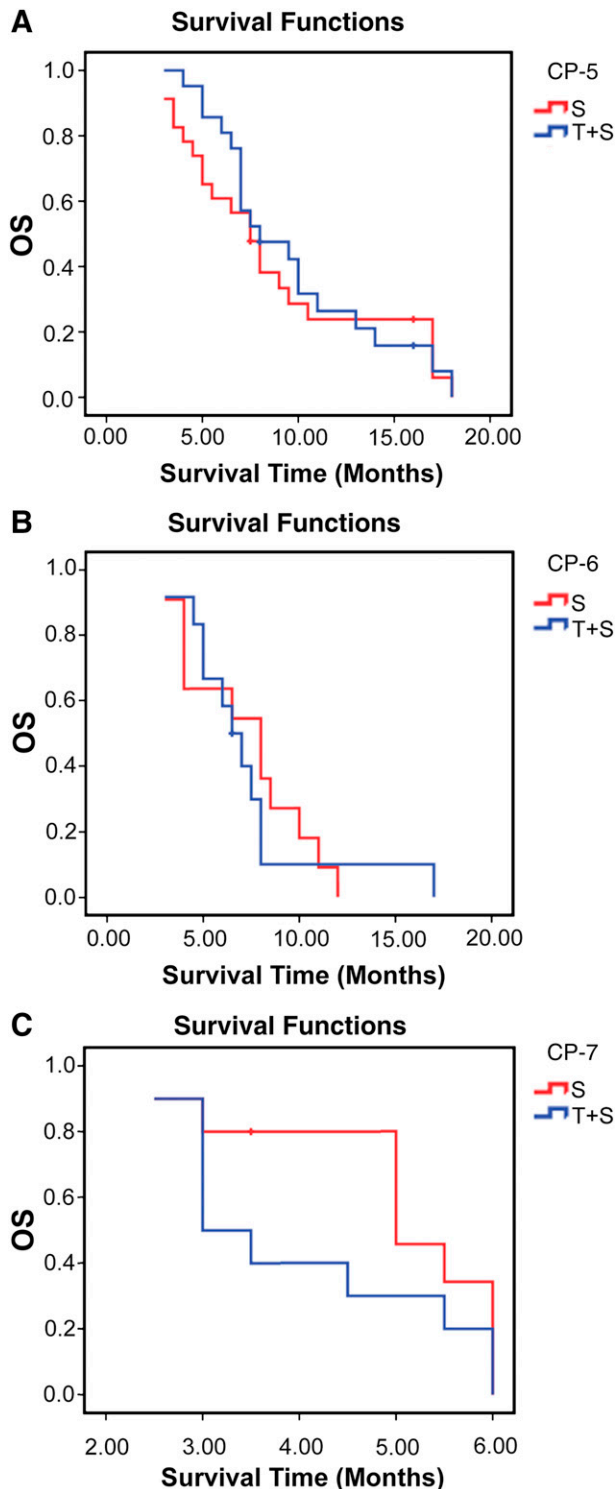 A
Survival Functions
CP-5
S
T+S
1.0
0.8
0.6
0.4
0.2
0.0
OS
0.00 5.00 10.00 15.00 20.00
Survival Time (Months)
B
Survival Functions
CP-6
S
T+S
1.0
0.8
0.6
0.4
0.2
0.0
OS
0.00 5.00 10.00 15.00 20.00
Survival Time (Months)
C
Survival Functions
CP-7
S
T+S
1.0
0.8
0.6
0.4
0.2
0.0
OS
2.00 3.00 4.00 5.00 6.00
Survival Time (Months)